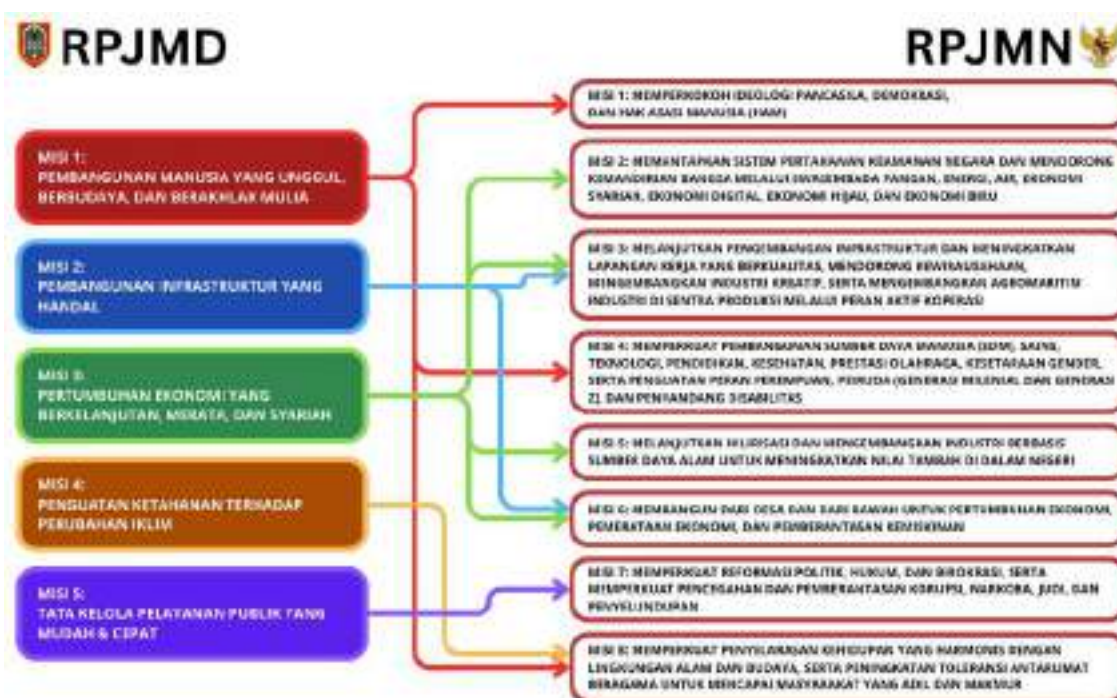 RPJMD
RPJMN
MISI 1:
PEMBANGUNAN MANUSIA YANG UNGGUL,
BERBUDAYA, DAN BERAKHLAK MULIA
MISI 2:
PEMBANGUNAN INFRASTRUKTUR YANG
HANDAL
MISI 3:
PERTUMBUHAN EKONOMI YANG
BERKELANJUTAN, MERATA, DAN SYARIAH
MISI 4:
PENGUATAN KETAHANAN TERHADAP
PERUBAHAN IKLIM
MISI 5:
TATA KELOLA PELAYANAN PUBLIK YANG
MUDAH & CEPAT
MISI 1: MEMPERKOKOH IDEOLOGI PANCASILA, DEMOKRASI,
DAN HAK ASASI MANUSIA (HAM)
MISI 2: MEMANTAPKAN SISTEM PERTAHANAN KEAMANAN NEGARA DAN MENDORONG
KEMANDIRIAN BANGSA MELALUI SWASEMBADA PANGAN, ENERGI, AIR, EKONOMI
SYARIAH, EKONOMI DIGITAL, EKONOMI HIJAU, DAN EKONOMI BIRU
MISI 3: MELANJUTKAN PENGEMBANGAN INFRASTRUKTUR DAN MENINGKATKAN
LAPANGAN KERJA YANG BERKUALITAS, MENDORONG KEWIRAUSAHAAN,
MENGEMBANGKAN INDUSTRI KREATIF, SERTA MENGEMBANGKAN AGROMARITIM
INDUSTRI DI SENTRA PRODUKSI MELALUI PERAN AKTIF KOPERASI
MISI 4: MEMPERKUAT PEMBANGUNAN SUMBER DAYA MANUSIA (SDM), SAINS,
TEKNOLOGI, PENDIDIKAN, KESEHATAN, PRESTASI OLAHRAGA, KESETARAAN GENDER,
SERTA PENGUATAN PERAN PEREMPUAN, PEMUDA (GENERASI MILENIAL DAN GENERASI
Z), DAN PENYANDANG DISABILITAS
MISI 5: MELANJUTKAN HILIRISASI DAN MENGEMBANGKAN INDUSTRI BERBASIS
SUMBER DAYA ALAM UNTUK MENINGKATKAN NILAI TAMBAH DI DALAM NEGERI
MISI 6: MEMBANGUN DARI DESA DAN DARI BAWAH UNTUK PERTUMBUHAN EKONOMI,
PEMERATAAN EKONOMI, DAN PEMBERANTASAN KEMISKINAN
MISI 7: MEMPERKUAT REFORMASI POLITIK, HUKUM, DAN BIROKRASI, SERTA
MEMPERKUAT PENCEGAHAN DAN PEMBERANTASAN KORUPSI, NARKOBA, JUDI, DAN
PENYELUNDUPAN
MISI 8: MEMPERKUAT PENYELARASAN KEHIDUPAN YANG HARMONIS DENGAN
LINGKUNGAN ALAM DAN BUDAYA, SERTA PENINGKATAN TOLERANSI ANTARUMAT
BERAGAMA UNTUK MENCAPAI MASYARAKAT YANG ADIL DAN MAKMUR